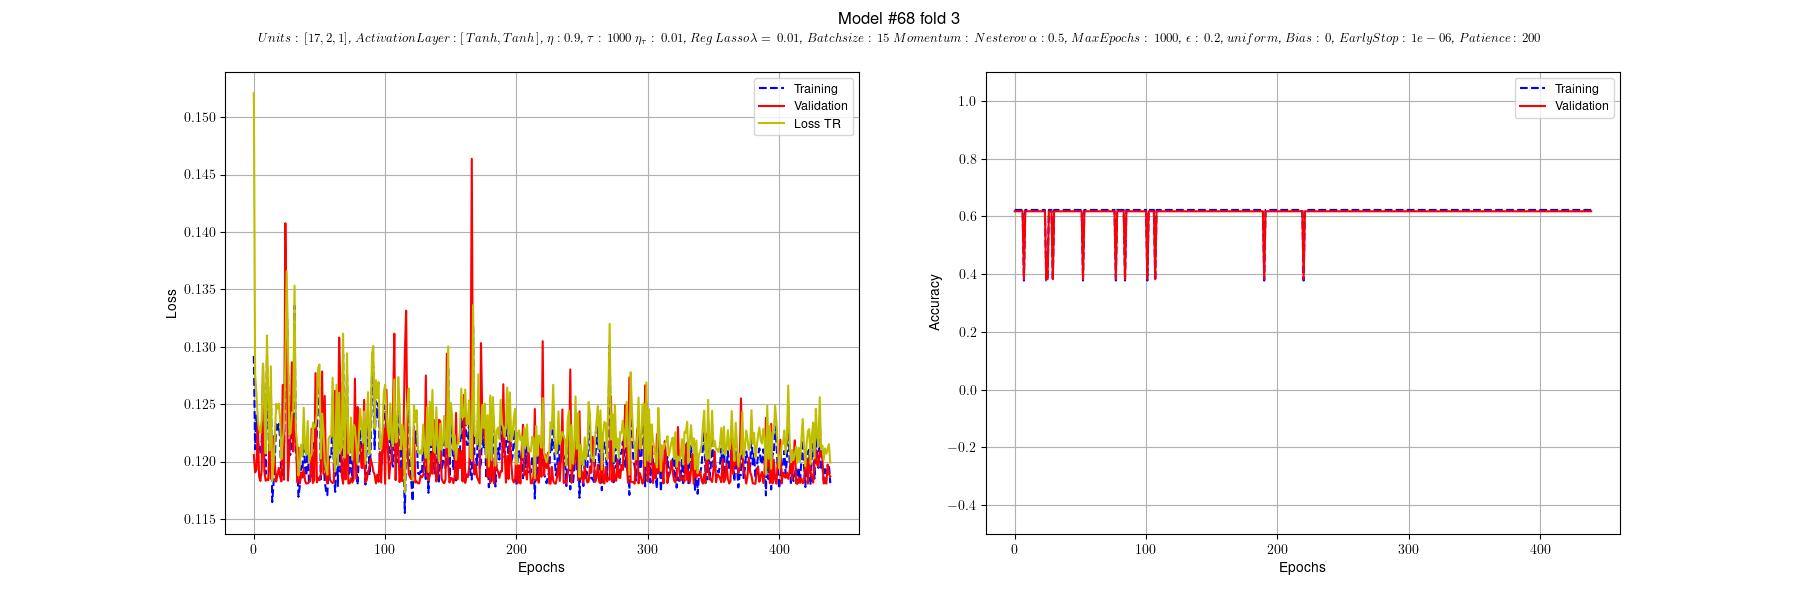 Model #68 fold 3
Units : [17, 2, 1], ActivationLayer : [Tanh, Tanh], η : 0.9, τ : 1000 ητ : 0.01, Reg Lassoλ = 0.01, Batchsize : 15 Momentum : Nesterov α : 0.5, MaxEpochs : 1000, ϵ : 0.2, uniform, Bias : 0, EarlyStop : 1e − 06, Patience : 200
Training
Validation
Loss TR
0.150
0.145
0.140
0.135
0.130
0.125
0.120
0.115
Loss
0 100 200 300 400
Epochs
Training
Validation
1.0
0.8
0.6
0.4
0.2
0.0
−0.2
−0.4
Accuracy
0 100 200 300 400
Epochs